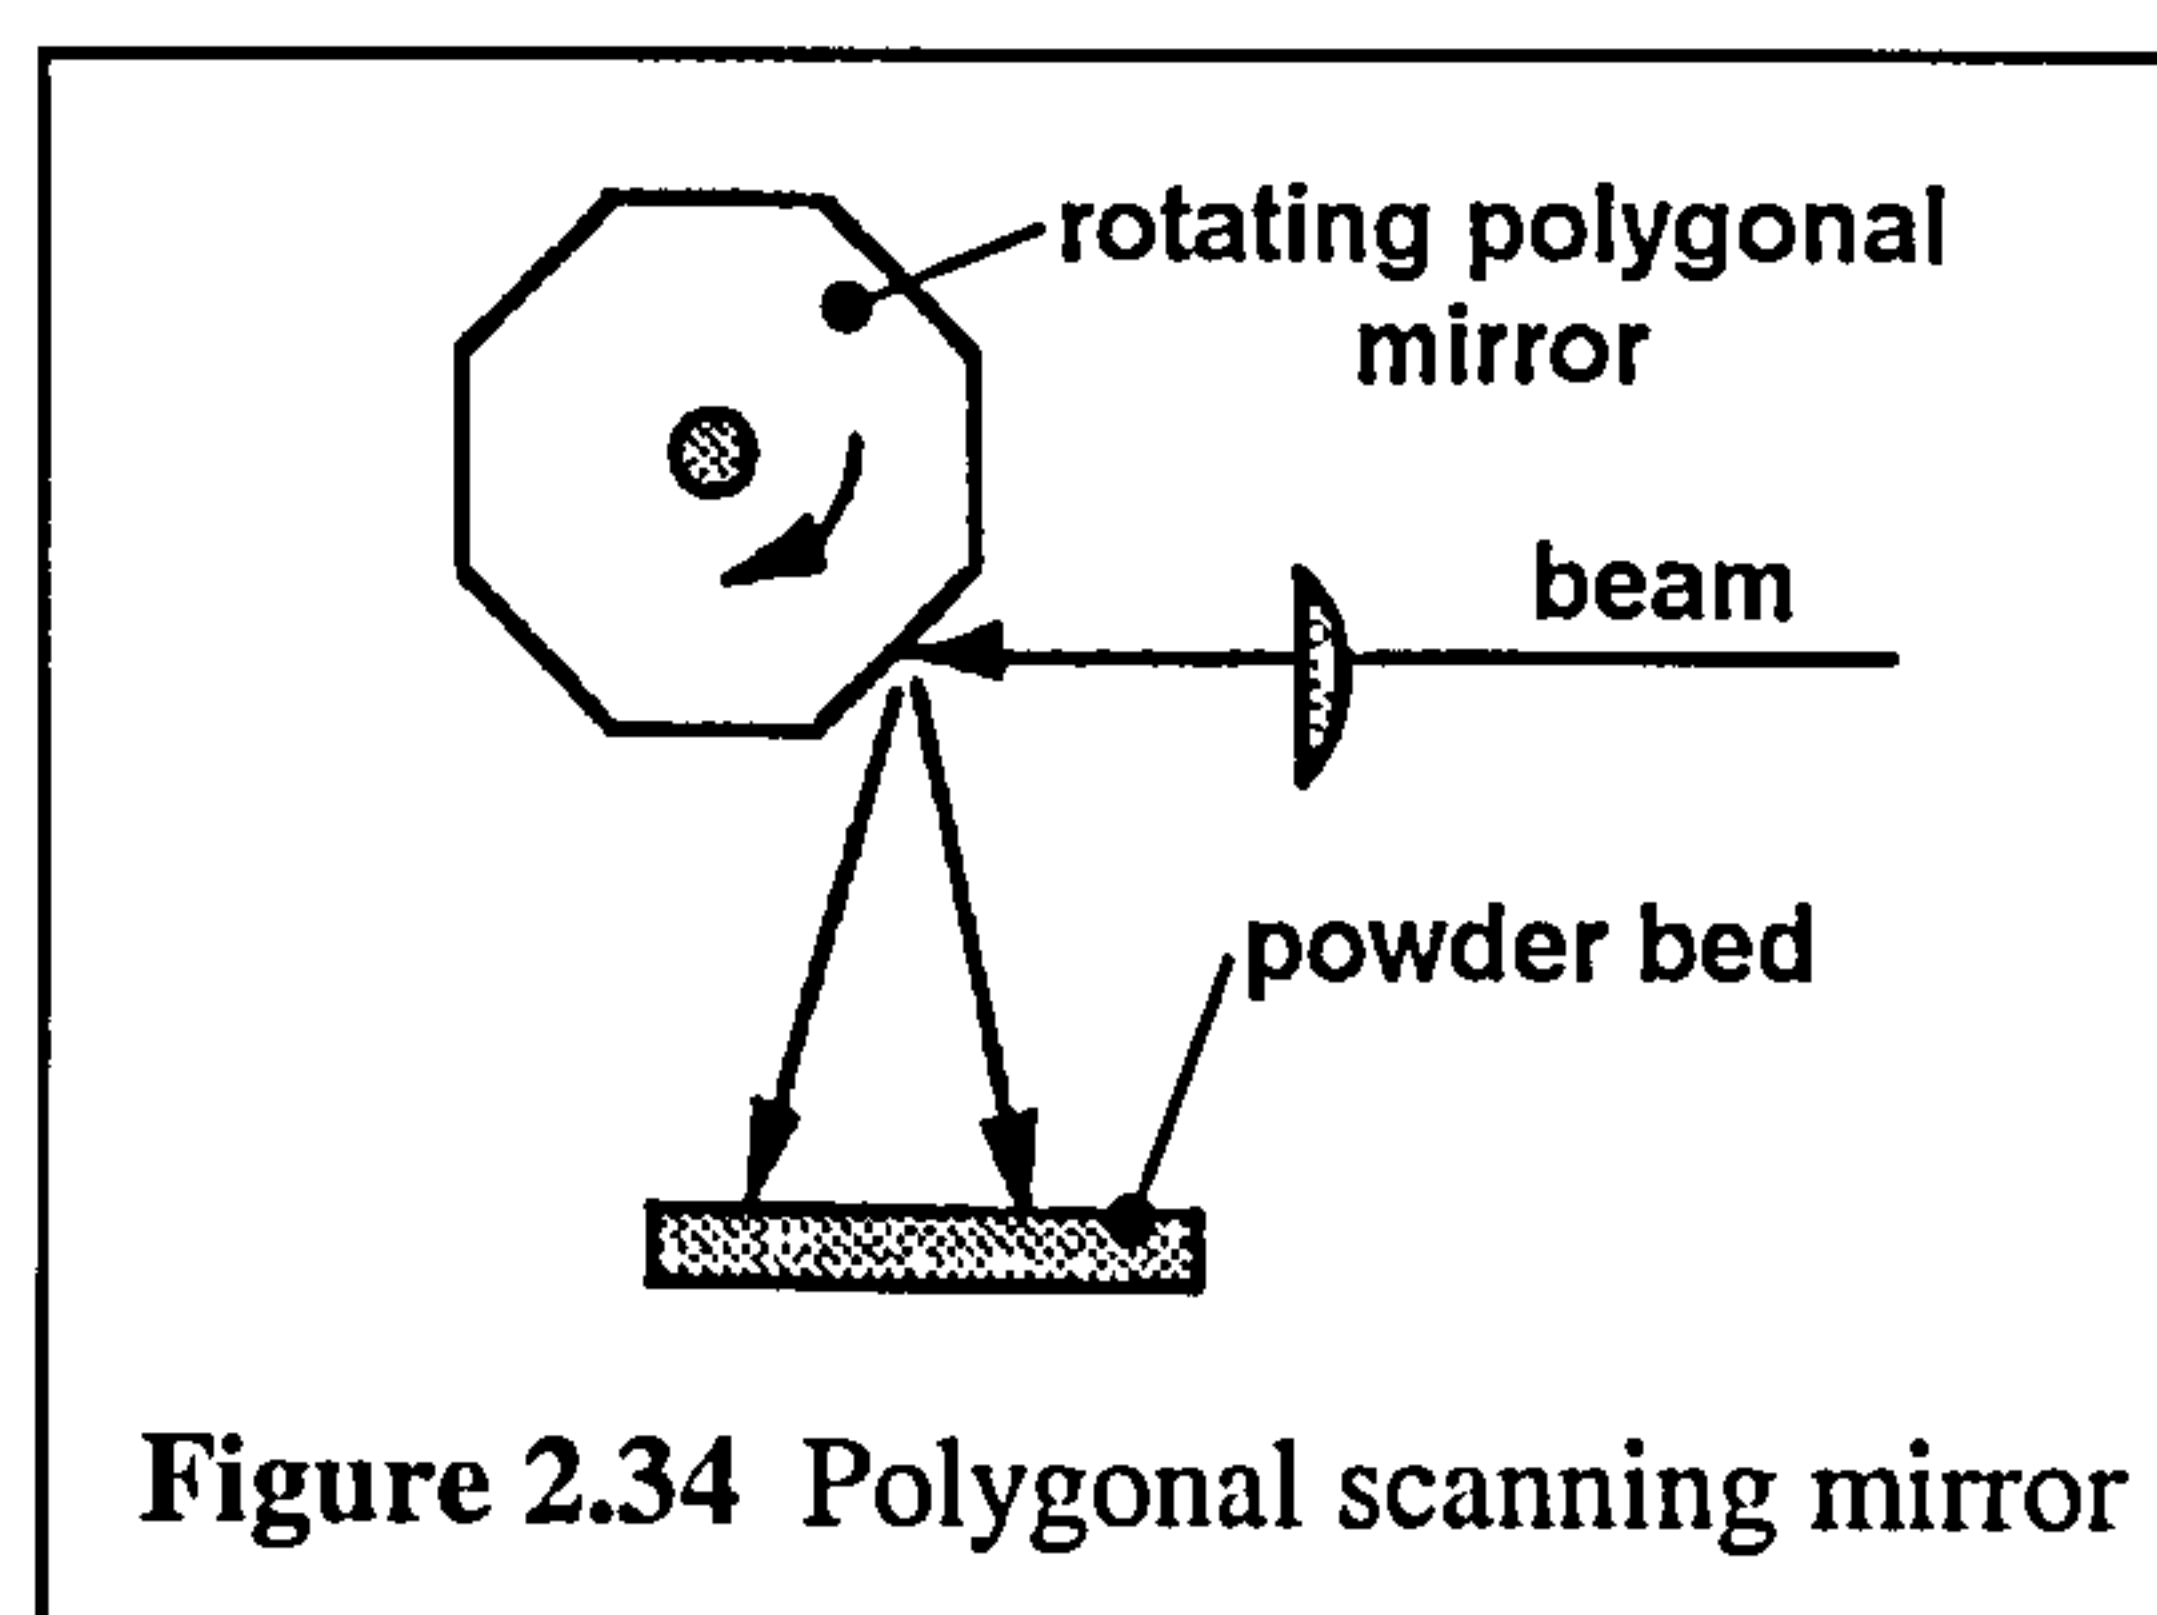 rotating polygonal
mirror
beam
powder bed
Figure 2.34 Polygonal scanning mirror